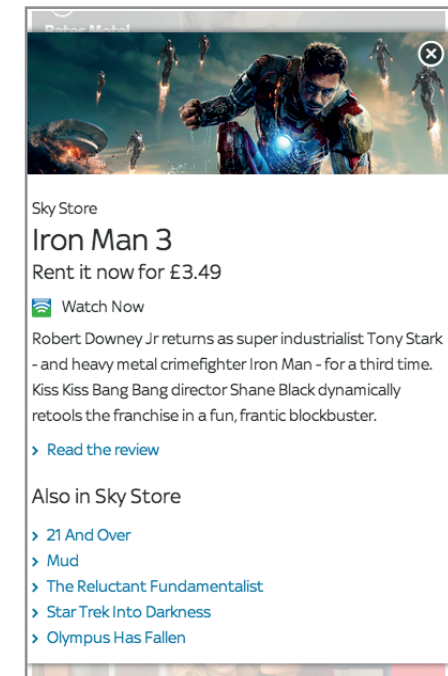 Bates Motel
Sky Store
Iron Man 3
Rent it now for £3.49
Watch Now
Robert Downey Jr returns as super industrialist Tony Stark
- and heavy metal crimefighter Iron Man - for a third time.
Kiss Kiss Bang Bang director Shane Black dynamically
retools the franchise in a fun, frantic blockbuster.
Read the review
Also in Sky Store
21 And Over
Mud
The Reluctant Fundamentalist
Star Trek Into Darkness
Olympus Has Fallen